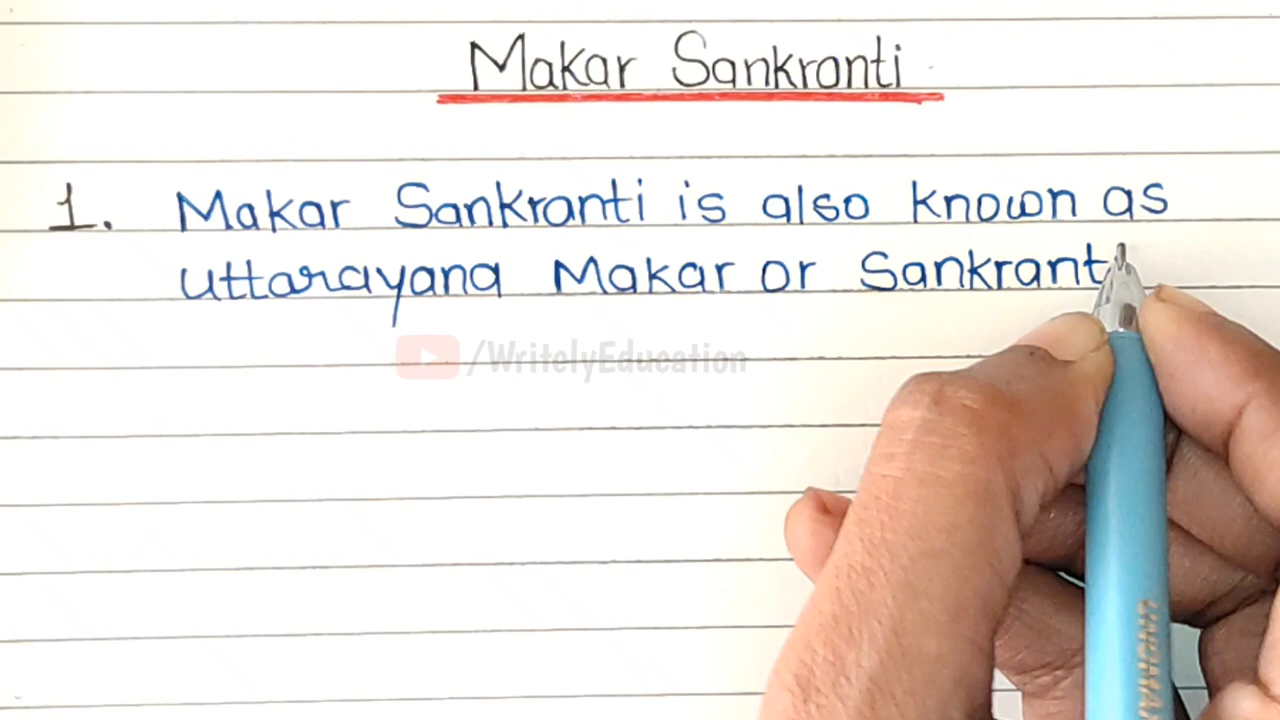 Makar Sankranti
1. Makar Sankranti is also known as
uttarayana Makar or Sankrant
/WritelyEducation